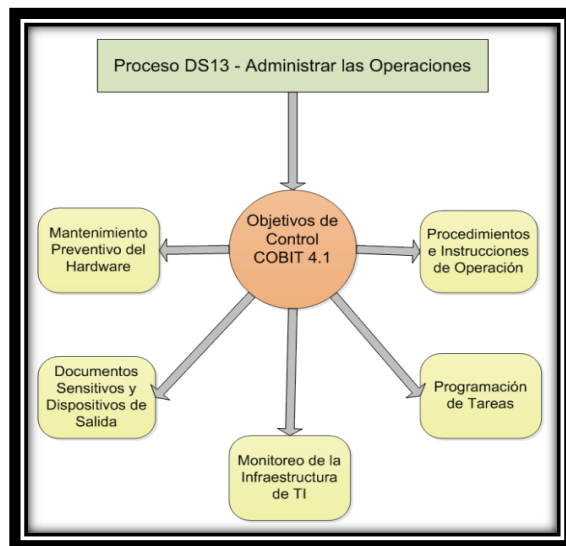 Proceso DS13 - Administrar las Operaciones
Objetivos de
Control
COBIT 4.1
Mantenimiento
Preventivo del
Hardware
Procedimientos
e Instrucciones
de Operación
Documentos
Sensitivos y
Dispositivos de
Salida
Programación
de Tareas
Monitoreo de la
Infraestructura
de TI